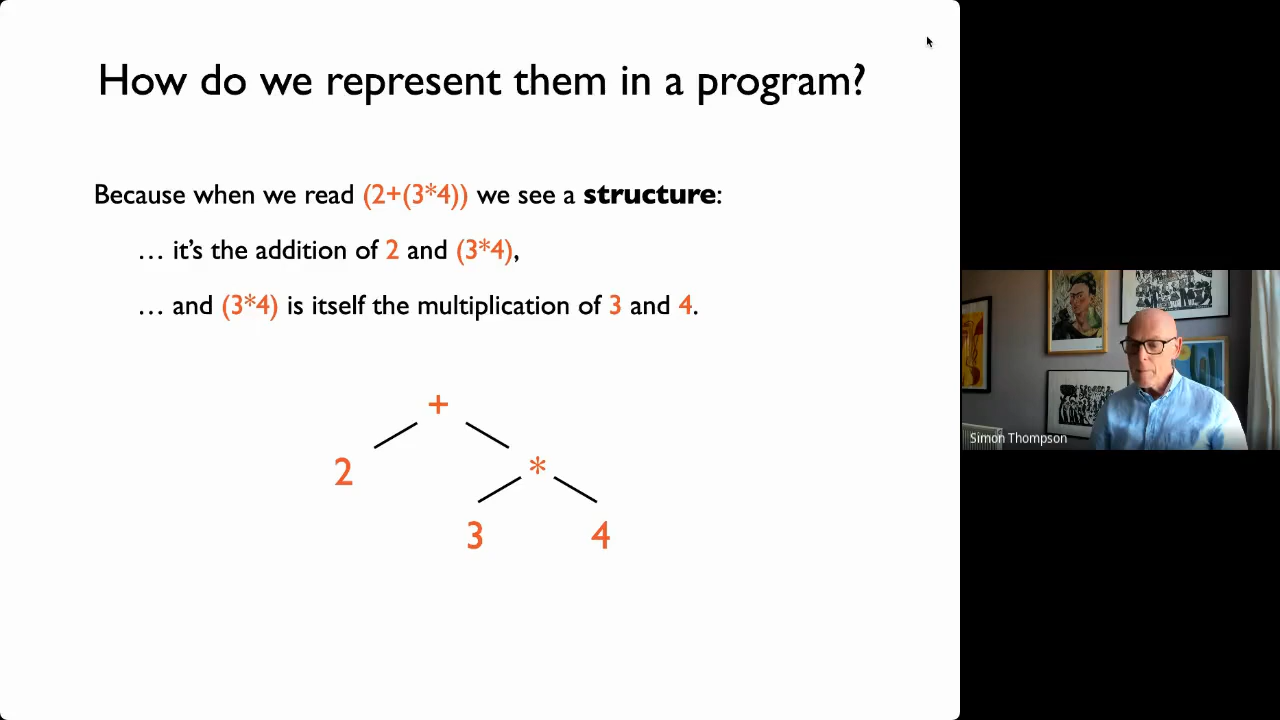 How do we represent them in a program?
Because when we read (2+(3*4)) we see a structure:
… it's the addition of 2 and (3*4),
… and (3*4) is itself the multiplication of 3 and 4.
+
2
*
3
4
Simon Thompson